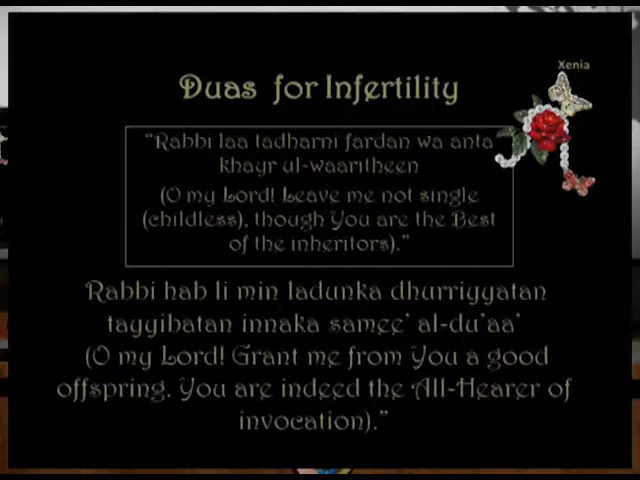 Xenia
Duas for Infertility
"Rabbi laa tadharni fardan wa anta
khayr ul-waaritheen
(O my Lord! Leave me not single
(childless), though You are the Best
of the inheritors)."
Rabbi hab li min ladunka dhurriyyatan
tayyibatan innaka samee' al-du'aa'
(O my Lord! Grant me from You a good
offspring. You are indeed the All-Hearer of
invocation)."